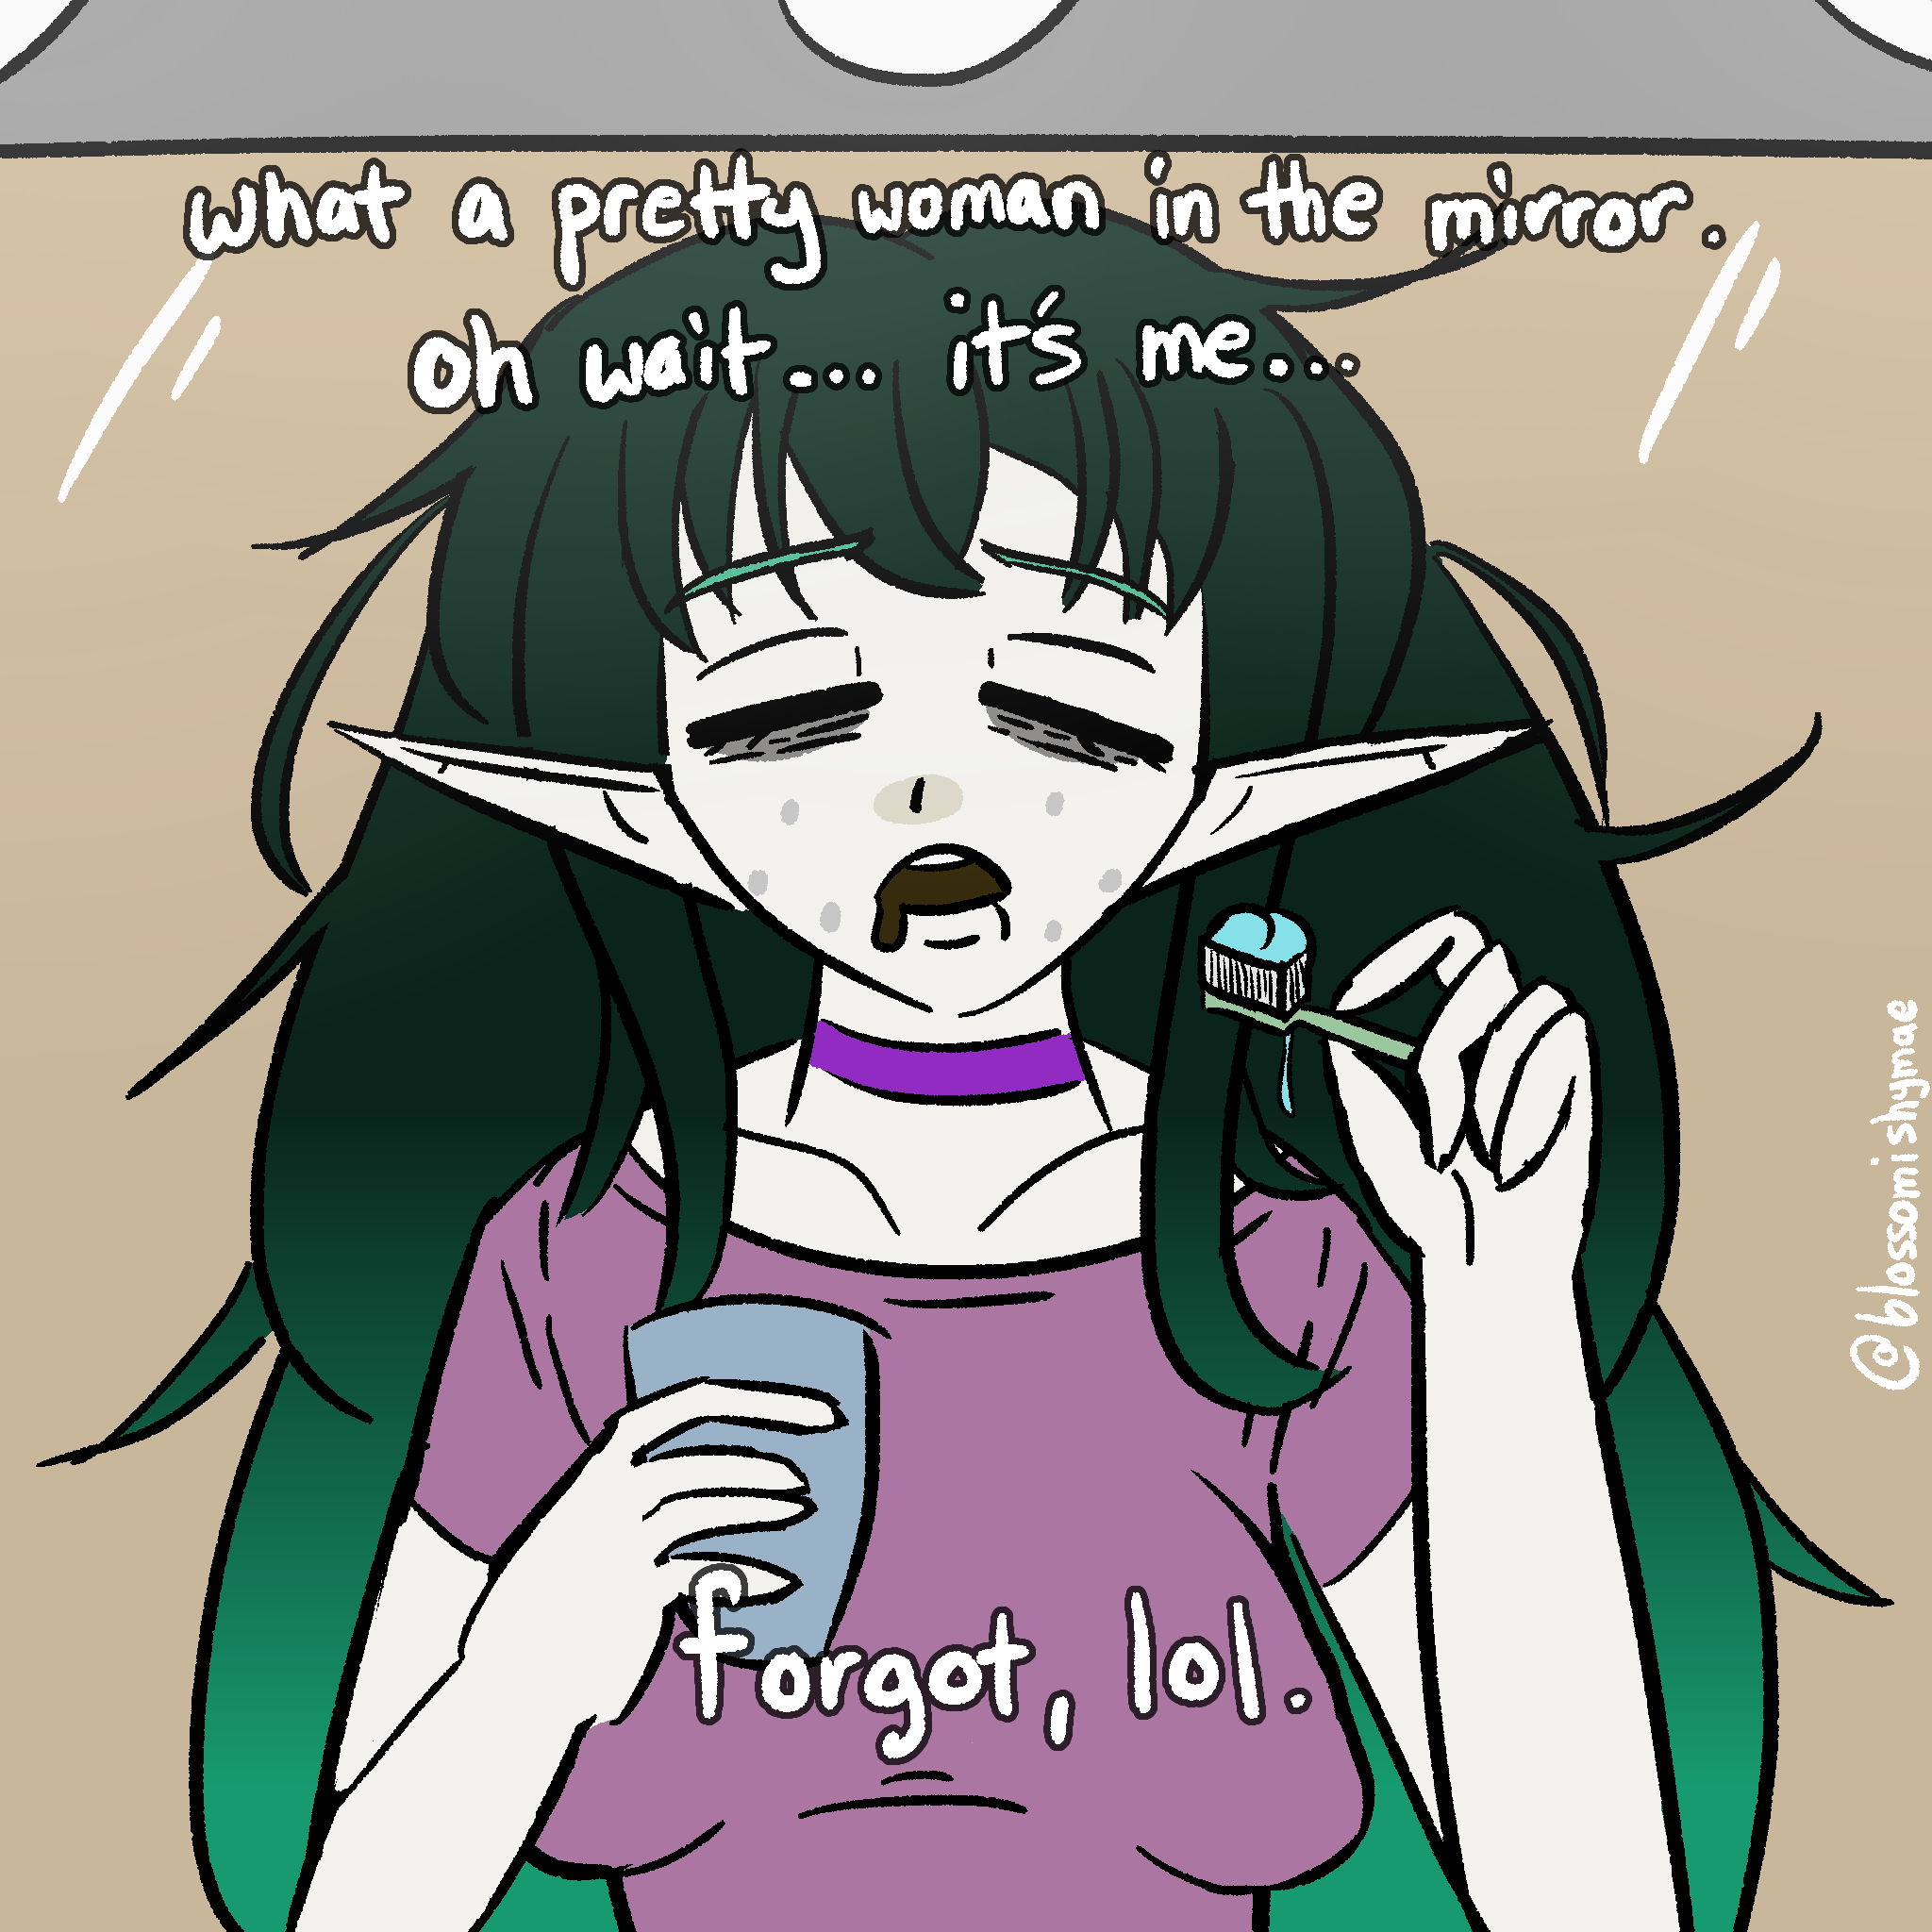 what a pretty woman in the mirror.
oh wait... it's me...
forgot, lol.
@blossomishymae